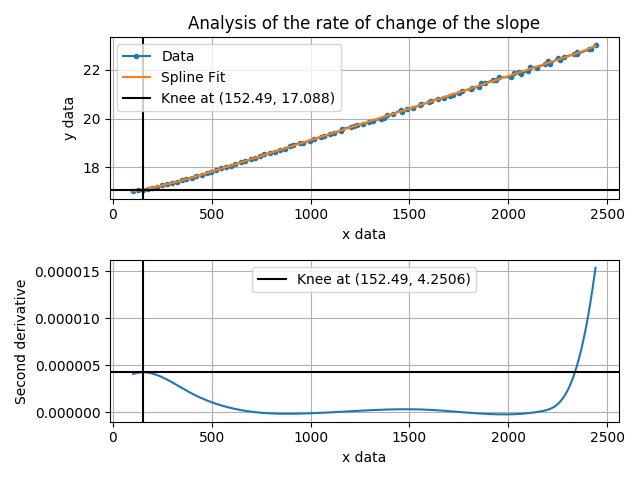 Analysis of the rate of change of the slope
22
20
18
y data
Data
Spline Fit
Knee at (152.49, 17.088)
0
500
1000
1500
2000
2500
x data
0.000015
0.000010
0.000005
0.000000
Second derivative
Knee at (152.49, 4.2506)
0
500
1000
1500
2000
2500
x data